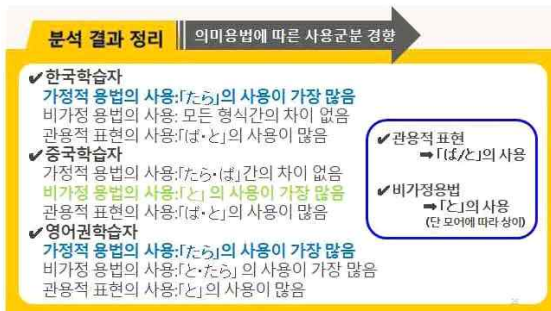 분석 결과 정리
의미용법에 따른 사용구분 경향
✔한국학습자
가정적 용법의 사용:「たら」의 사용이 가장 많음
비가정 용법의 사용: 모든 형식간의 차이 없음
관용적 표현의 사용:「ば・と」의 사용이 많음
✔중국학습자
가정적 용법의 사용:「たら・ば」간의 차이 없음
비가정 용법의 사용:「と」의 사용이 가장 많음
관용적 표현의 사용:「ば・と」의 사용이 많음
✔영어권학습자
가정적 용법의 사용:「たら」의 사용이 가장 많음
비가정 용법의 사용:「と・たら」의 사용이 가장 많음
관용적 표현의 사용:「と」의 사용이 많음
✔관용적 표현
➡「ば/と」의 사용
✔비가정용법
➡「と」의 사용
(단 모어에 따라 상이)